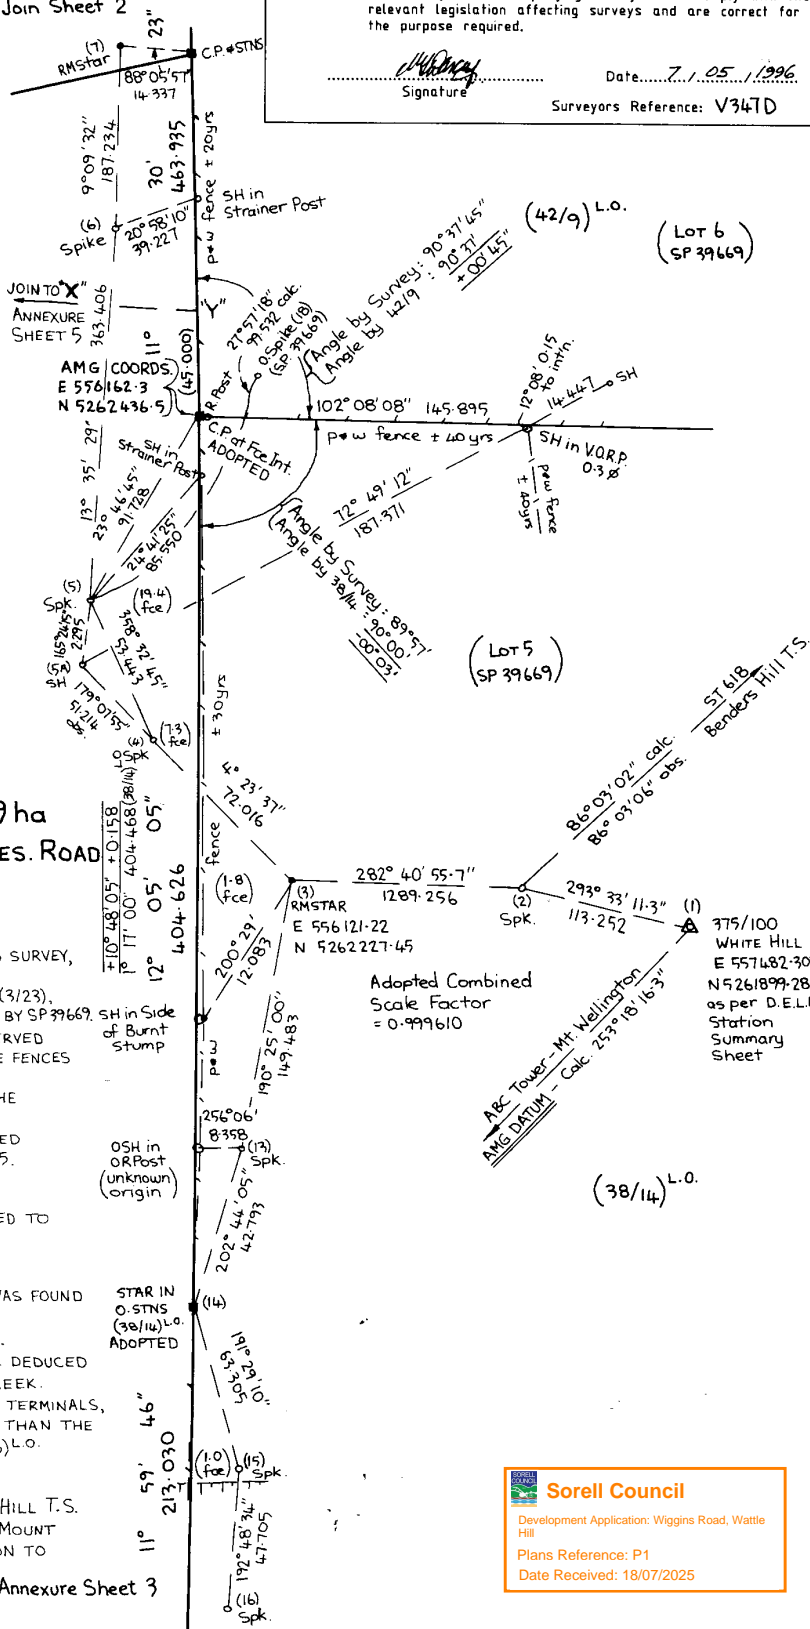 Join Sheet 2
relevant legislation affecting surveys and are correct for
the purpose required.
Signature
Date 7 / 05 / 1996
Surveyors Reference: V347D
23"
(7)
RMStar
C.P. & STNS
88°05'57"
14.337
9°09'32"
187.234
30'
463.935
p&w fence ± 20yrs
SH in
Strainer Post
(6)
Spike
20°58'10"
39.227
(42/9) L.O.
LOT 6
(SP 39669)
JOIN TO "X"
ANNEXURE
SHEET 5
363.406
"Y"
11°
(45.000)
27°57'18"
99.532 calc.
O.Spike(18)
(S.P. 39669)
Angle by Survey: 90°37'45"
Angle by 42/9 : 90°37'
+00'45"
AMG COORDS.
E 556162.3
N 5262436.5
R.Post
C.P. at Fce Int.
ADOPTED
102°08'08" 145.895
p&w fence ± 40yrs
12°08' 0.15
to int'n.
14.447
SH
SH in V.O.R.P.
0.3 ø
p&w fence
± 40yrs
SH in
Strainer Post
13° 35' 29"
23° 46' 45"
91.728
24° 41' 25"
85.550
72° 49' 12"
187.371
Angle by Survey: 89°57'
Angle by 38/14 = 90°00'
-00°03'
(5)
Spk.
(19.4)
fce
165°24'15"
2.295
358° 32' 45"
53.443
(5A)
SH
179°07'55"
51.214
obs.
(4)
OSpk
(7.3)
fce
LOT 5
(SP 39669)
± 30yrs
fence
ST 618
Benders Hill T.S.
86° 03' 02" calc.
86° 03' 06" obs.
4° 23' 37"
72.016
9 ha
ES. ROAD
+10° 48' 05" +0.158
1° 17' 00" 404.468 (38/14)
12° 05' 05"
404.626
(1.8)
fce
(3)
RMSTAR
E 556121.22
N 5262227.45
282° 40' 55.7"
1289.256
(2)
Spk.
293° 33' 11.3"
113.252
(1)
375/100
WHITE HILL
E 557482.30
N5261899.28
as per D.E.L.
Station
Summary
Sheet
200° 29'
12.083
Adopted Combined
Scale Factor
= 0.999610
ABC Tower - Mt. Wellington
AMG DATUM - Calc. 253° 18' 16.3"
SURVEY,
(3/23),
BY SP39669.
RVED
E FENCES
HE
ED
5.
SH in Side
of Burnt
Stump
p&w
190° 25' 00"
149.483
256°06'
8.358
OSH in
ORPost
(unknown
origin)
(13)
Spk.
(38/14) L.O.
202° 44' 05"
42.793
ED TO
WAS FOUND
DEDUCED
EEK.
TERMINALS,
THAN THE
L.O.
STAR IN
O.STNS
(38/14) L.O.
ADOPTED
(14)
191° 29' 10"
63.305
11° 59' 46"
213.030
(1.0)
fce
(15)
Spk.
HILL T.S.
MOUNT
ON TO
Annexure Sheet 3
192° 48' 34"
47.705
(16)
Spk.
SORELL
COUNCIL
Sorell Council
Development Application: Wiggins Road, Wattle
Hill
Plans Reference: P1
Date Received: 18/07/2025